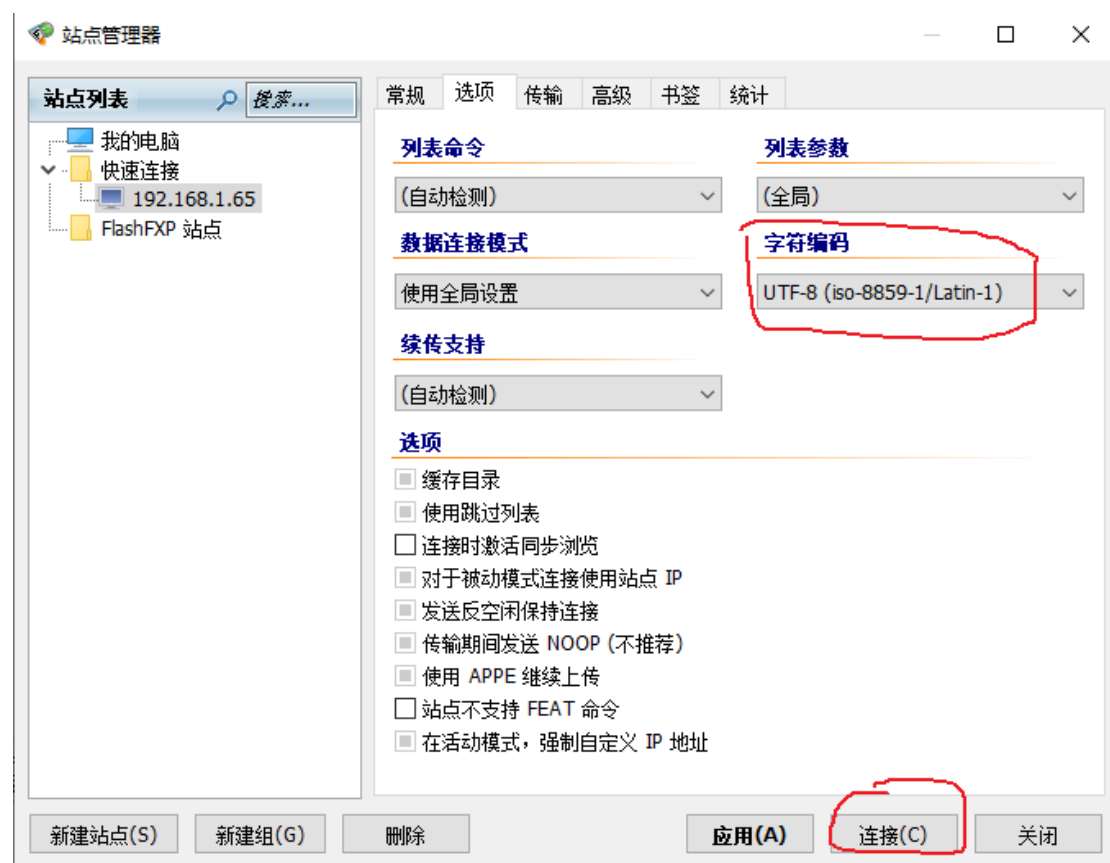 站点管理器
站点列表 搜索...
我的电脑
快速连接
192.168.1.65
FlashFXP 站点
常规 选项 传输 高级 书签 统计
列表命令 列表参数
(自动检测) (全局)
数据连接模式 字符编码
使用全局设置 UTF-8 (iso-8859-1/Latin-1)
续传支持
(自动检测)
选项
缓存目录
使用跳过列表
连接时激活同步浏览
对于被动模式连接使用站点 IP
发送反空闲保持连接
传输期间发送 NOOP (不推荐)
使用 APPE 继续上传
站点不支持 FEAT 命令
在活动模式，强制自定义 IP 地址
新建站点(S) 新建组(G) 删除 应用(A) 连接(C) 关闭